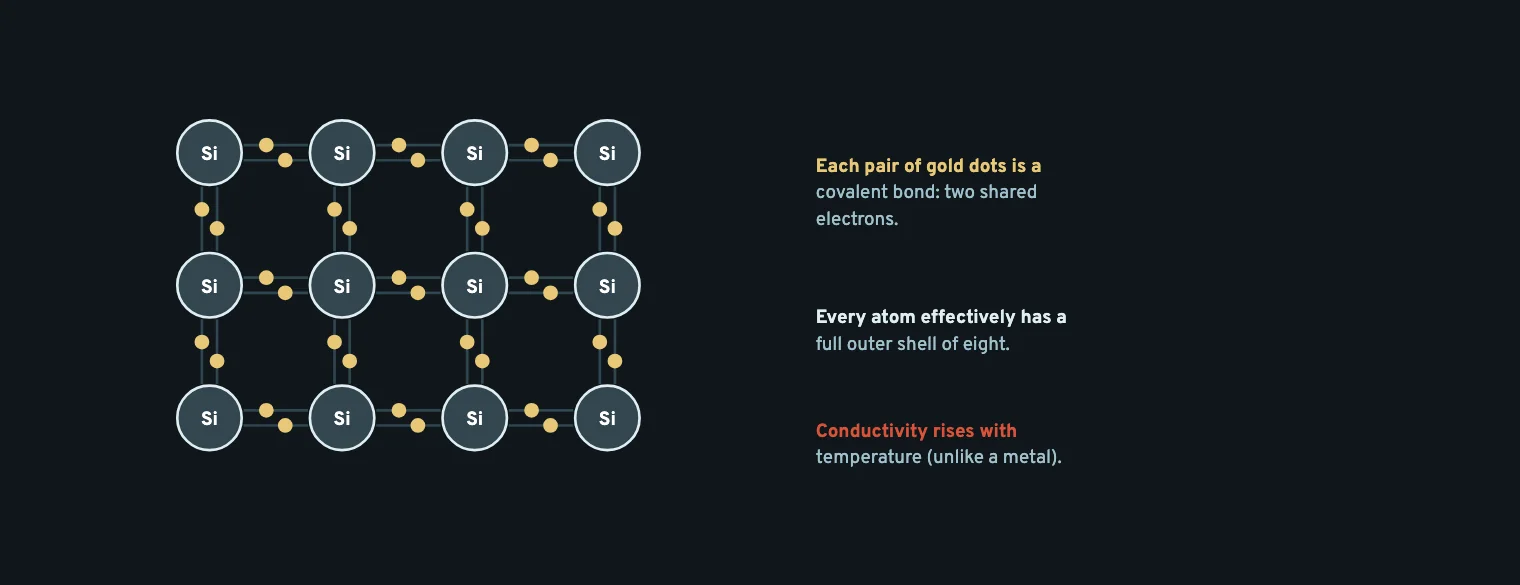 Si Si Si Si
Si Si Si Si
Si Si Si Si
Each pair of gold dots is a
covalent bond: two shared
electrons.
Every atom effectively has a
full outer shell of eight.
Conductivity rises with
temperature (unlike a metal).